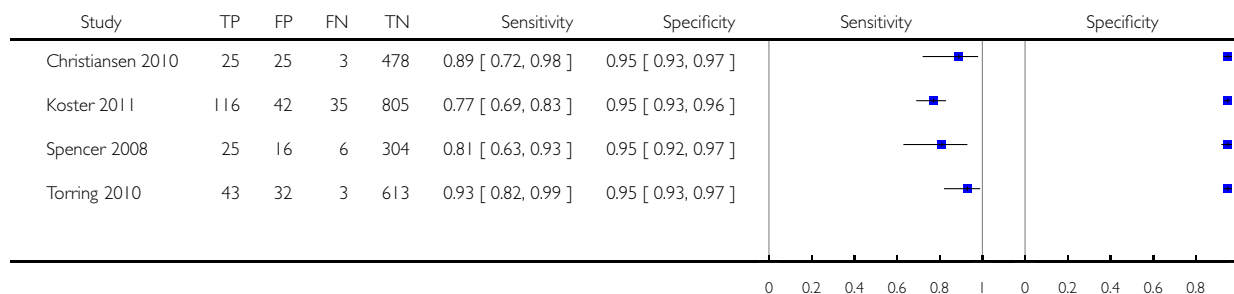 Study TP FP FN TN Sensitivity Specificity Sensitivity Specificity
Christiansen 2010 25 25 3 478 0.89 [ 0.72, 0.98 ] 0.95 [ 0.93, 0.97 ]
Koster 2011 116 42 35 805 0.77 [ 0.69, 0.83 ] 0.95 [ 0.93, 0.96 ]
Spencer 2008 25 16 6 304 0.81 [ 0.63, 0.93 ] 0.95 [ 0.92, 0.97 ]
Torring 2010 43 32 3 613 0.93 [ 0.82, 0.99 ] 0.95 [ 0.93, 0.97 ]
0 0.2 0.4 0.6 0.8 1 0 0.2 0.4 0.6 0.8